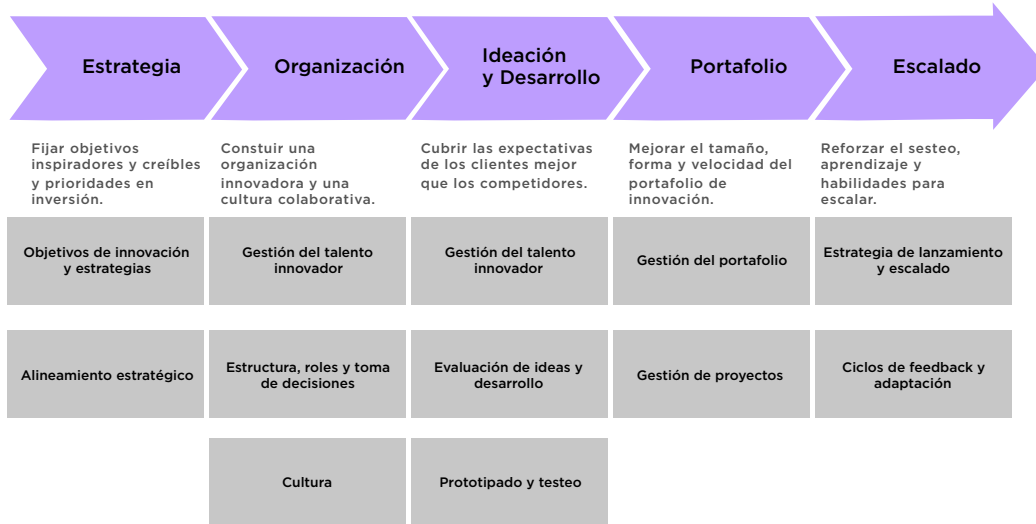 Estrategia
Organización
Ideación
y Desarrollo
Portafolio
Escalado
Fijar objetivos
inspiradores y creíbles
y prioridades en
inversión.
Constuir una
organización
innovadora y una
cultura colaborativa.
Cubrir las expectativas
de los clientes mejor
que los competidores.
Mejorar el tamaño,
forma y velocidad del
portafolio de
innovación.
Reforzar el sesteo,
aprendizaje y
habilidades para
escalar.
Objetivos de innovación
y estrategias
Gestión del talento
innovador
Gestión del talento
innovador
Gestión del portafolio
Estrategia de lanzamiento
y escalado
Alineamiento estratégico
Estructura, roles y toma
de decisiones
Evaluación de ideas y
desarrollo
Gestión de proyectos
Ciclos de feedback y
adaptación
Cultura
Prototipado y testeo